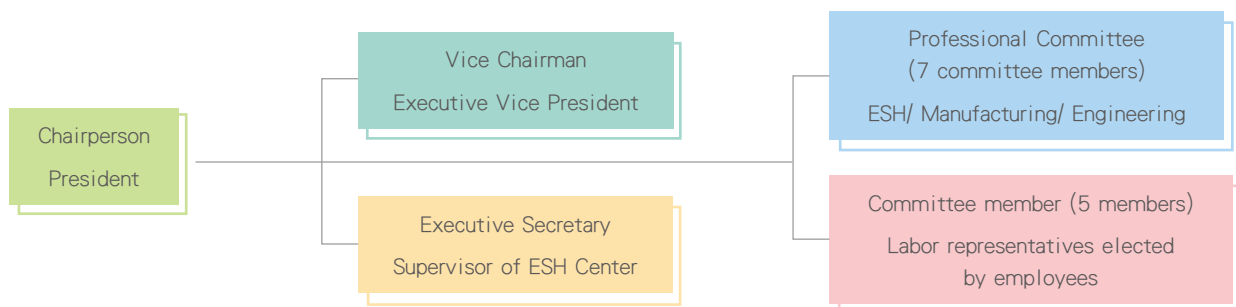 Chairperson
President
Vice Chairman
Executive Vice President
Executive Secretary
Supervisor of ESH Center
Professional Committee
(7 committee members)
ESH/ Manufacturing/ Engineering
Committee member (5 members)
Labor representatives elected
by employees